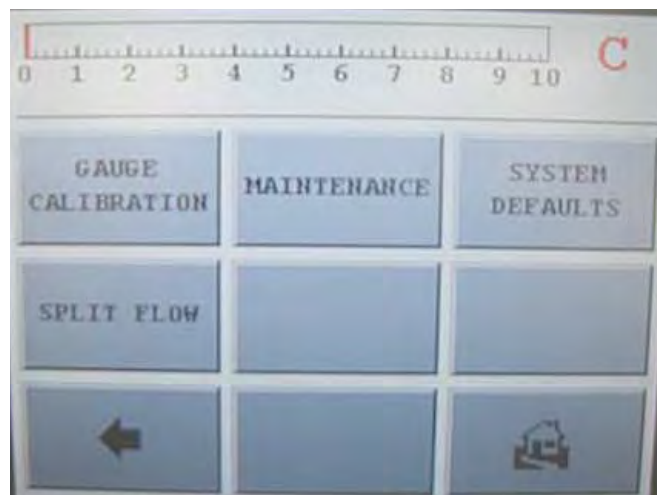 C
0 1 2 3 4 5 6 7 8 9 10
GAUGE
CALIBRATION
MAINTENANCE
SYSTEM
DEFAULTS
SPLIT FLOW